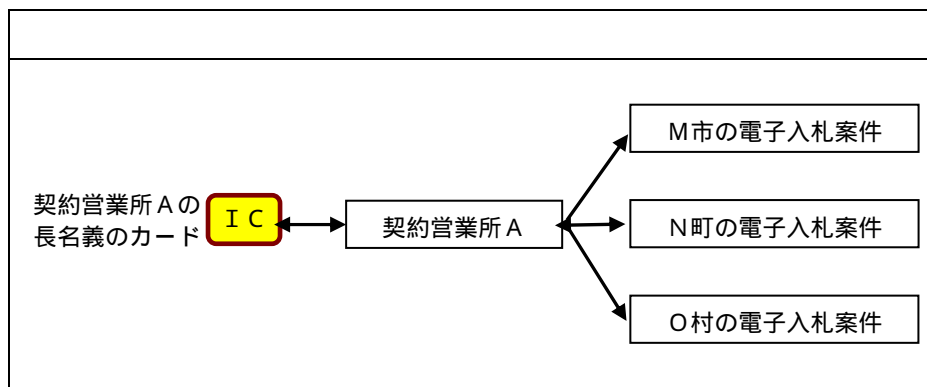 契約営業所Ａの
長名義のカード
ＩＣ
契約営業所Ａ
Ｍ市の電子入札案件
Ｎ町の電子入札案件
Ｏ村の電子入札案件